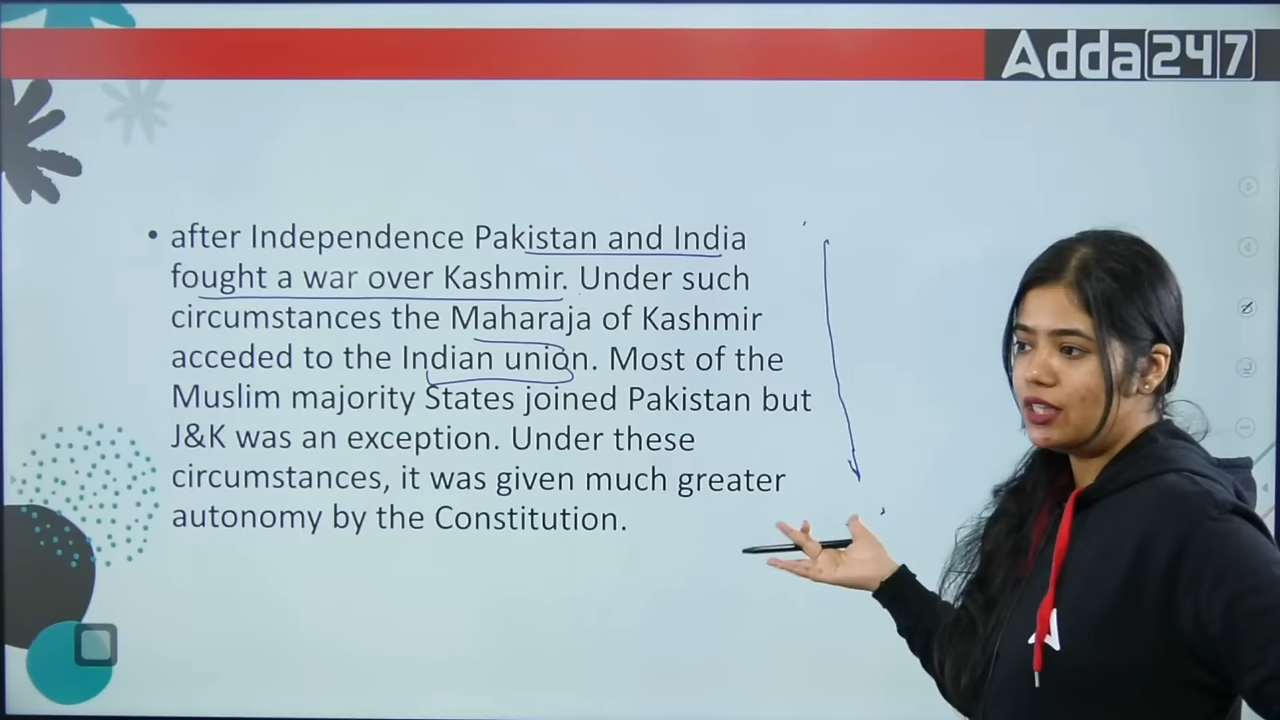 Adda247
• after Independence Pakistan and India
fought a war over Kashmir. Under such
circumstances the Maharaja of Kashmir
acceded to the Indian union. Most of the
Muslim majority States joined Pakistan but
J&K was an exception. Under these
circumstances, it was given much greater
autonomy by the Constitution.